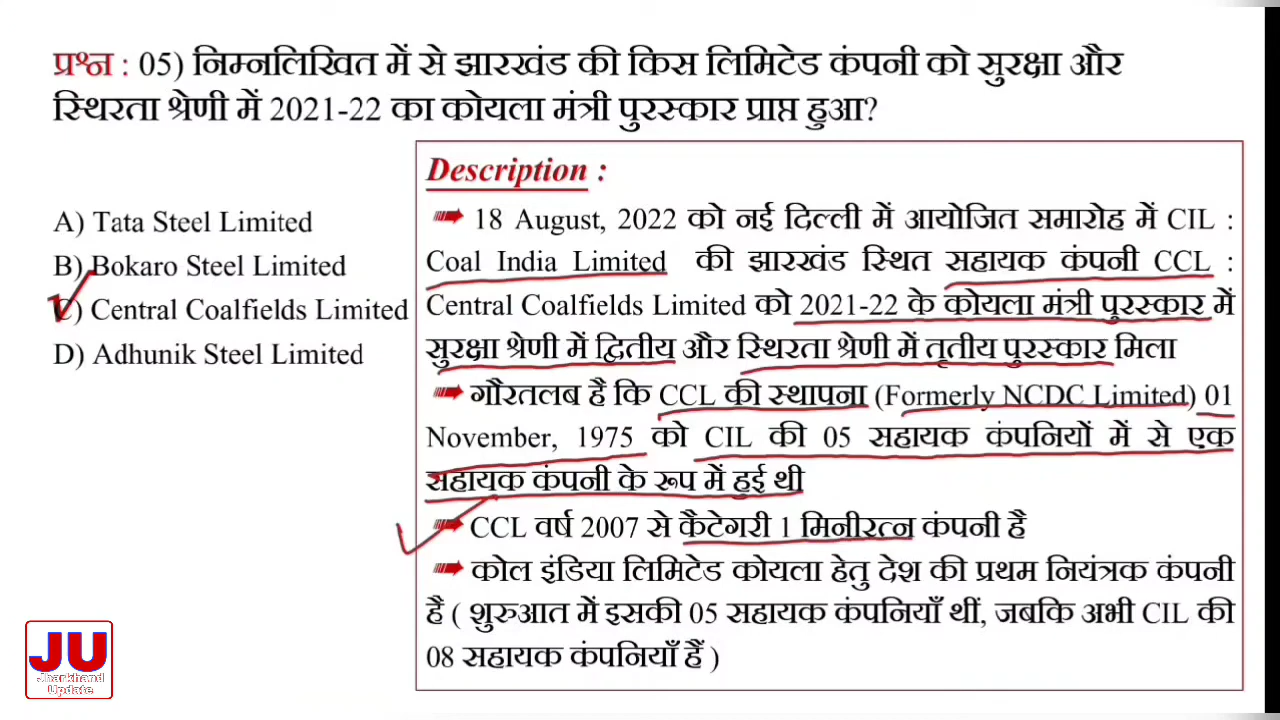 प्रश्न : 05) निम्नलिखित में से झारखंड की किस लिमिटेड कंपनी को सुरक्षा और
स्थिरता श्रेणी में 2021-22 का कोयला मंत्री पुरस्कार प्राप्त हुआ?
A) Tata Steel Limited
B) Bokaro Steel Limited
C) Central Coalfields Limited
D) Adhunik Steel Limited
Description :
18 August, 2022 को नई दिल्ली में आयोजित समारोह में CIL :
Coal India Limited की झारखंड स्थित सहायक कंपनी CCL :
Central Coalfields Limited को 2021-22 के कोयला मंत्री पुरस्कार में
सुरक्षा श्रेणी में द्वितीय और स्थिरता श्रेणी में तृतीय पुरस्कार मिला
गौरतलब है कि CCL की स्थापना (Formerly NCDC Limited) 01
November, 1975 को CIL की 05 सहायक कंपनियों में से एक
सहायक कंपनी के रूप में हुई थी
CCL वर्ष 2007 से कैटेगरी 1 मिनीरत्न कंपनी है
कोल इंडिया लिमिटेड कोयला हेतु देश की प्रथम नियंत्रक कंपनी
है ( शुरुआत में इसकी 05 सहायक कंपनियाँ थीं, जबकि अभी CIL की
08 सहायक कंपनियाँ हैं )
JU
Jharkhand
Update